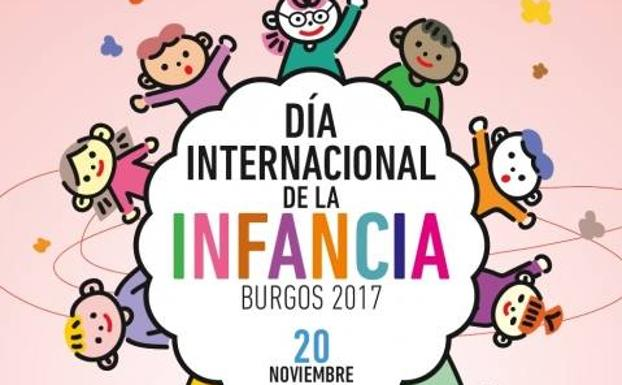 DÍA
INTERNACIONAL
DE LA
INFANCIA
BURGOS 2017
20
NOVIEMBRE